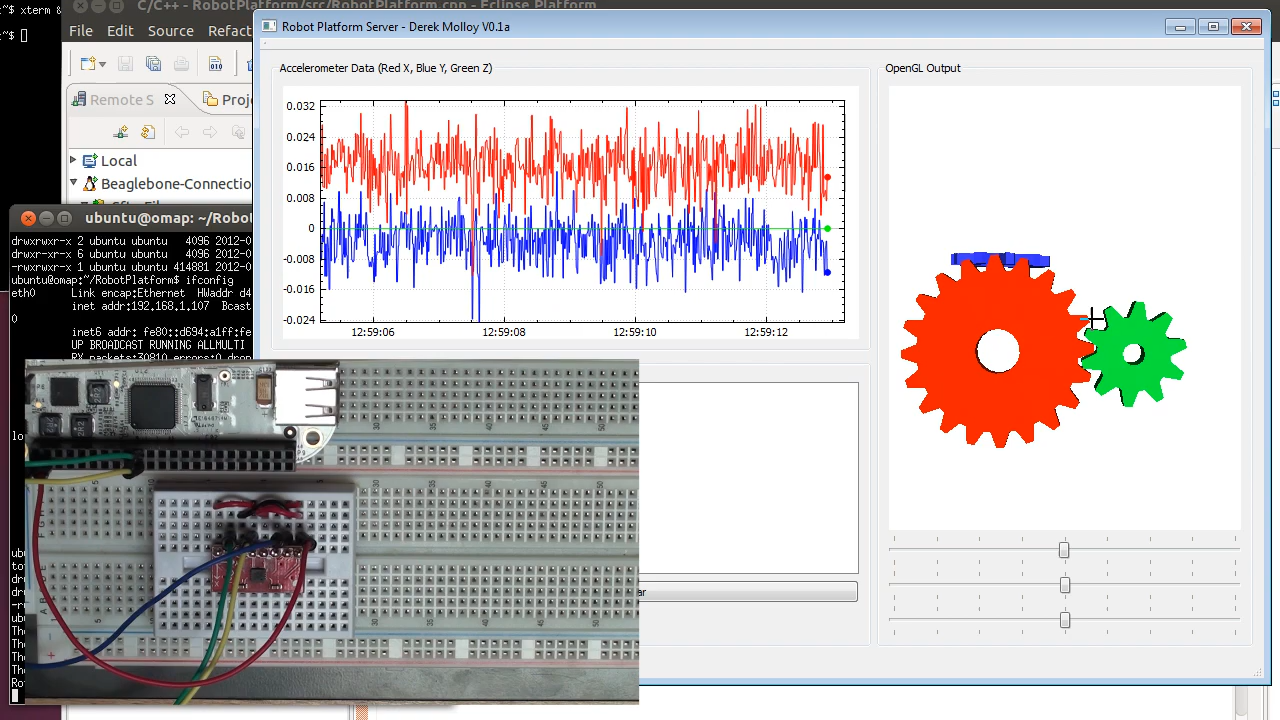 C/C++ - RobotPlatform/src/RobotPlatform.cpp - Eclipse Platform
~$ xterm &
~$
File Edit Source Refact
Remote S Proje
Local
Beaglebone-Connection
ubuntu@omap: ~/Robot
drwxrwxr-x 2 ubuntu ubuntu 4096 2012-0
drwxrwxr-x 6 ubuntu ubuntu 4096 2012-0
-rwxrwxr-x 1 ubuntu ubuntu 414881 2012-0
ubuntu@omap:~/RobotPlatform$ ifconfig
eth0 Link encap:Ethernet HWaddr d4
inet addr:192.168.1.107 Bcast
0
inet6 addr: fe80::d694:a1ff:fe
UP BROADCAST RUNNING ALLMULTI
RX packets:30810 errors:0 drop
Robot Platform Server - Derek Molloy V0.1a
Accelerometer Data (Red X, Blue Y, Green Z)
0.032
0.024
0.016
0.008
0
-0.008
-0.016
-0.024
12:59:06 12:59:08 12:59:10 12:59:12
OpenGL Output
ar